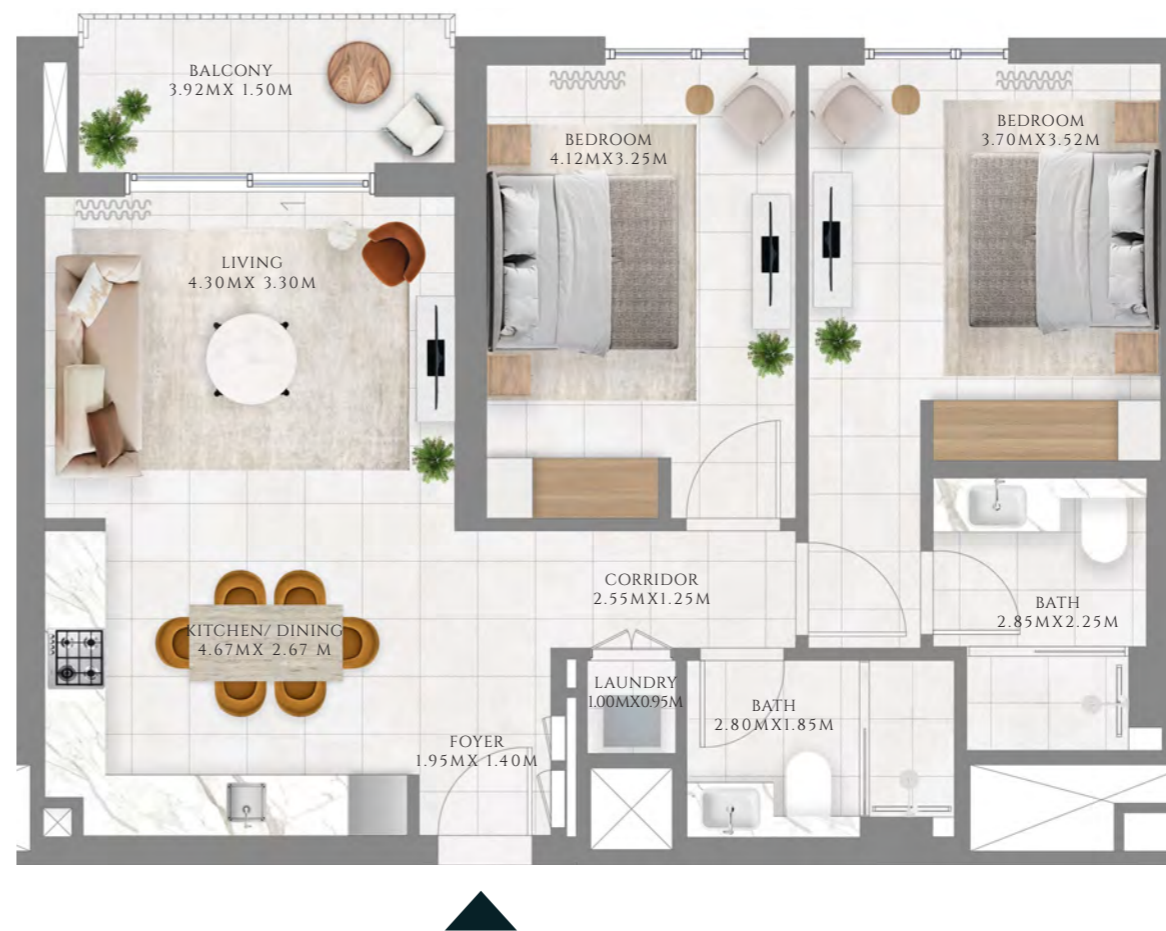 BALCONY
3.92MX 1.50M
BEDROOM
4.12MX3.25M
BEDROOM
3.70MX3.52M
LIVING
4.30MX 3.30M
CORRIDOR
2.55MX1.25M
BATH
2.85MX2.25M
KITCHEN/ DINING
4.67MX 2.67 M
LAUNDRY
1.00MX0.95M
BATH
2.80MX1.85M
FOYER
1.95MX 1.40M